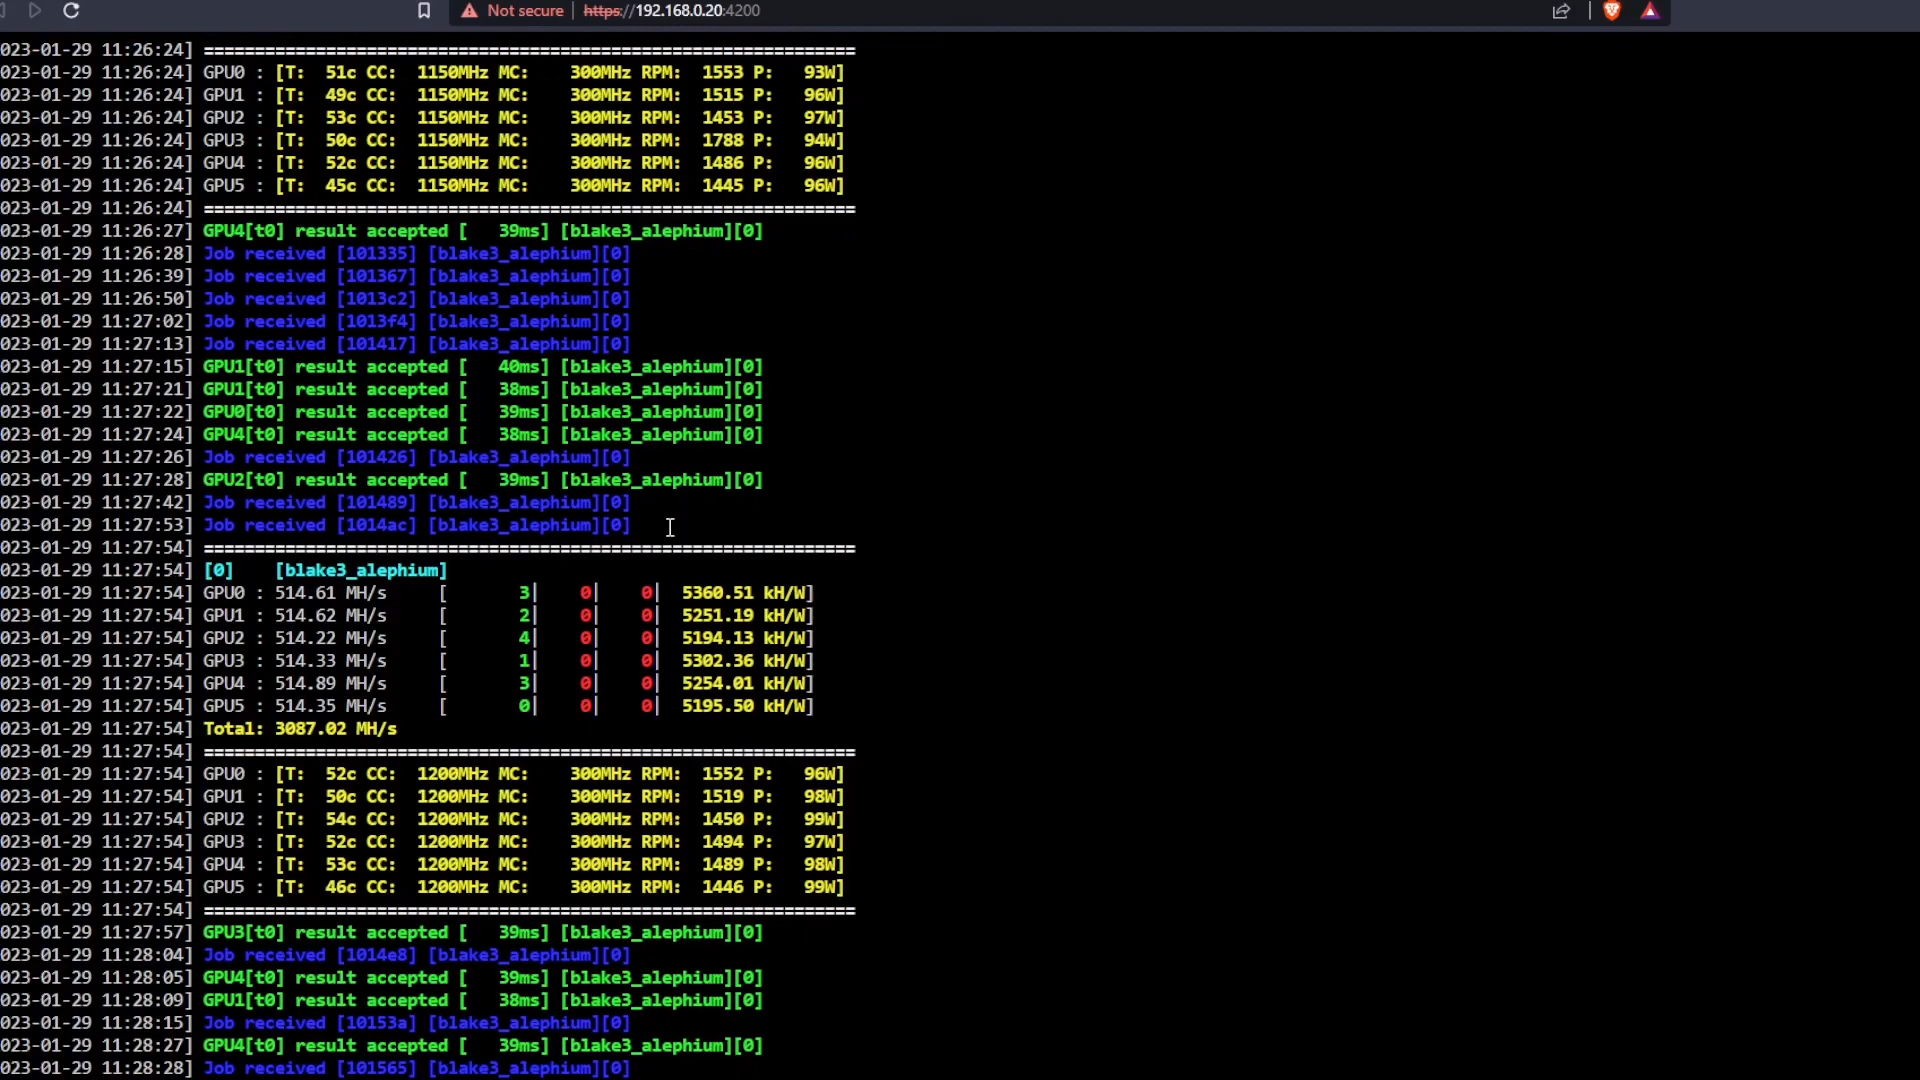 Not secure | https://192.168.0.20:4200
023-01-29 11:26:24] ================================================================
023-01-29 11:26:24] GPU0 : [T: 51c CC: 1150MHz MC: 300MHz RPM: 1553 P: 93W]
023-01-29 11:26:24] GPU1 : [T: 49c CC: 1150MHz MC: 300MHz RPM: 1515 P: 96W]
023-01-29 11:26:24] GPU2 : [T: 53c CC: 1150MHz MC: 300MHz RPM: 1453 P: 97W]
023-01-29 11:26:24] GPU3 : [T: 50c CC: 1150MHz MC: 300MHz RPM: 1788 P: 94W]
023-01-29 11:26:24] GPU4 : [T: 52c CC: 1150MHz MC: 300MHz RPM: 1486 P: 96W]
023-01-29 11:26:24] GPU5 : [T: 45c CC: 1150MHz MC: 300MHz RPM: 1445 P: 96W]
023-01-29 11:26:24] ================================================================
023-01-29 11:26:27] GPU4[t0] result accepted [ 39ms] [blake3_alephium][0]
023-01-29 11:26:28] Job received [101335] [blake3_alephium][0]
023-01-29 11:26:39] Job received [101367] [blake3_alephium][0]
023-01-29 11:26:50] Job received [1013c2] [blake3_alephium][0]
023-01-29 11:27:02] Job received [1013f4] [blake3_alephium][0]
023-01-29 11:27:13] Job received [101417] [blake3_alephium][0]
023-01-29 11:27:15] GPU1[t0] result accepted [ 40ms] [blake3_alephium][0]
023-01-29 11:27:21] GPU1[t0] result accepted [ 38ms] [blake3_alephium][0]
023-01-29 11:27:22] GPU0[t0] result accepted [ 39ms] [blake3_alephium][0]
023-01-29 11:27:24] GPU4[t0] result accepted [ 38ms] [blake3_alephium][0]
023-01-29 11:27:26] Job received [101426] [blake3_alephium][0]
023-01-29 11:27:28] GPU2[t0] result accepted [ 39ms] [blake3_alephium][0]
023-01-29 11:27:42] Job received [101489] [blake3_alephium][0]
023-01-29 11:27:53] Job received [1014ac] [blake3_alephium][0]
023-01-29 11:27:54] ================================================================
023-01-29 11:27:54] [0] [blake3_alephium]
023-01-29 11:27:54] GPU0 : 514.61 MH/s [ 3| 0| 0| 5360.51 kH/W]
023-01-29 11:27:54] GPU1 : 514.62 MH/s [ 2| 0| 0| 5251.19 kH/W]
023-01-29 11:27:54] GPU2 : 514.22 MH/s [ 4| 0| 0| 5194.13 kH/W]
023-01-29 11:27:54] GPU3 : 514.33 MH/s [ 1| 0| 0| 5302.36 kH/W]
023-01-29 11:27:54] GPU4 : 514.89 MH/s [ 3| 0| 0| 5254.01 kH/W]
023-01-29 11:27:54] GPU5 : 514.35 MH/s [ 0| 0| 0| 5195.50 kH/W]
023-01-29 11:27:54] Total: 3087.02 MH/s
023-01-29 11:27:54] ================================================================
023-01-29 11:27:54] GPU0 : [T: 52c CC: 1200MHz MC: 300MHz RPM: 1552 P: 96W]
023-01-29 11:27:54] GPU1 : [T: 50c CC: 1200MHz MC: 300MHz RPM: 1519 P: 98W]
023-01-29 11:27:54] GPU2 : [T: 54c CC: 1200MHz MC: 300MHz RPM: 1450 P: 99W]
023-01-29 11:27:54] GPU3 : [T: 52c CC: 1200MHz MC: 300MHz RPM: 1494 P: 97W]
023-01-29 11:27:54] GPU4 : [T: 53c CC: 1200MHz MC: 300MHz RPM: 1489 P: 98W]
023-01-29 11:27:54] GPU5 : [T: 46c CC: 1200MHz MC: 300MHz RPM: 1446 P: 99W]
023-01-29 11:27:54] ================================================================
023-01-29 11:27:57] GPU3[t0] result accepted [ 39ms] [blake3_alephium][0]
023-01-29 11:28:04] Job received [1014e8] [blake3_alephium][0]
023-01-29 11:28:05] GPU4[t0] result accepted [ 39ms] [blake3_alephium][0]
023-01-29 11:28:09] GPU1[t0] result accepted [ 38ms] [blake3_alephium][0]
023-01-29 11:28:15] Job received [10153a] [blake3_alephium][0]
023-01-29 11:28:27] GPU4[t0] result accepted [ 39ms] [blake3_alephium][0]
023-01-29 11:28:28] Job received [101565] [blake3_alephium][0]